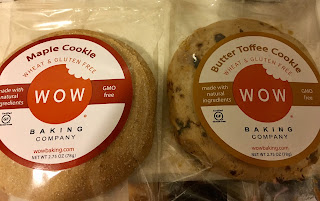 Maple Cookie
WHEAT & GLUTEN FREE
made with
natural
ingredients
WOW
GMO
free
BAKING
COMPANY
wowbaking.com
NET WT 2.75 OZ (78g)
Butter Toffee Cookie
WHEAT & GLUTEN FREE
made with
natural
ingredients
WOW
GMO
free
BAKING
COMPANY
wowbaking.com
NET WT 2.75 OZ (78g)